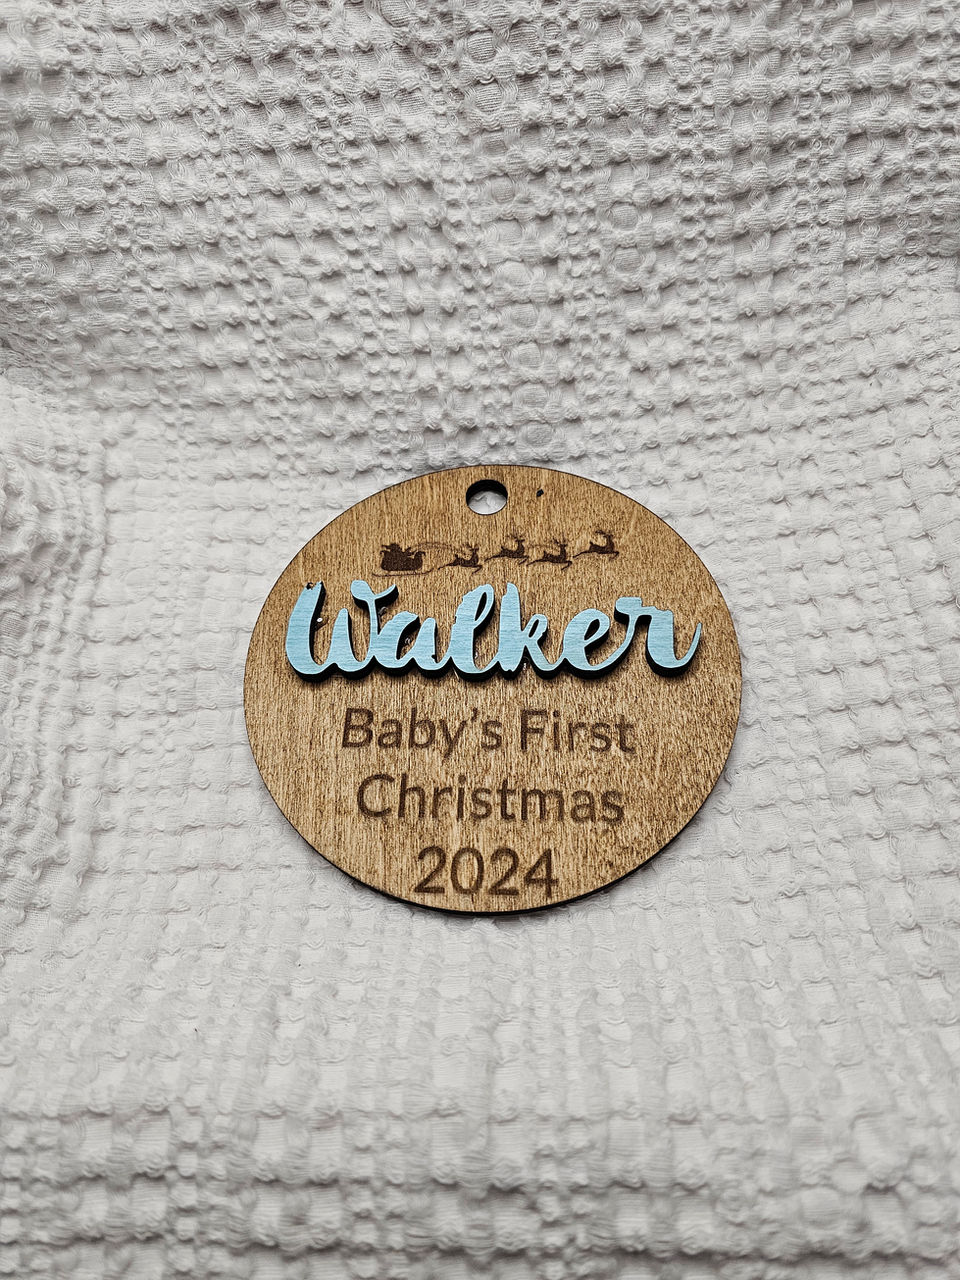 Walker
Baby's First
Christmas
2024